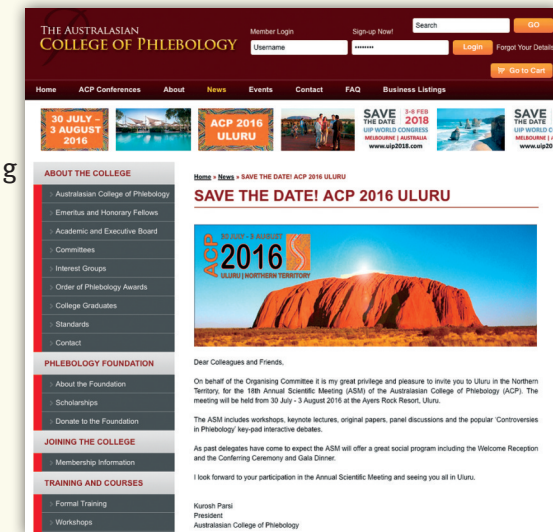 g
THE AUSTRALASIAN
COLLEGE OF PHLEBOLOGY
Member Login
Sign-up Now!
Search
GO
Username
••••••••
Login
Forgot Your Details
Go to Cart
Home
ACP Conferences
About
News
Events
Contact
FAQ
Business Listings
30 JULY –
3 AUGUST
2016
ACP 2016
ULURU
SAVE
THE DATE
3-8 FEB
2018
UIP WORLD CONGRESS
MELBOURNE | AUSTRALIA
www.uip2018.com
SAVE
THE DATE
UIP WORLD C
MELBOURNE | A
www.uip20
ABOUT THE COLLEGE
> Australasian College of Phlebology
> Emeritus and Honorary Fellows
> Academic and Executive Board
> Committees
> Interest Groups
> Order of Phlebology Awards
> College Graduates
> Standards
> Contact
PHLEBOLOGY FOUNDATION
> About the Foundation
> Scholarships
> Donate to the Foundation
JOINING THE COLLEGE
> Membership Information
TRAINING AND COURSES
> Formal Training
> Workshops
Home » News » SAVE THE DATE! ACP 2016 ULURU
SAVE THE DATE! ACP 2016 ULURU
ACP
30 JULY - 3 AUGUST
2016
ULURU | NORTHERN TERRITORY
Dear Colleagues and Friends,
On behalf of the Organising Committee it is my great privilege and pleasure to invite you to Uluru in the Northern
Territory, for the 18th Annual Scientific Meeting (ASM) of the Australasian College of Phlebology (ACP). The
meeting will be held from 30 July - 3 August 2016 at the Ayers Rock Resort, Uluru.
The ASM includes workshops, keynote lectures, original papers, panel discussions and the popular 'Controversies
in Phlebology' key-pad interactive debates.
As past delegates have come to expect the ASM will offer a great social program including the Welcome Reception
and the Conferring Ceremony and Gala Dinner.
I look forward to your participation in the Annual Scientific Meeting and seeing you all in Uluru.
Kurosh Parsi
President
Australasian College of Phlebology